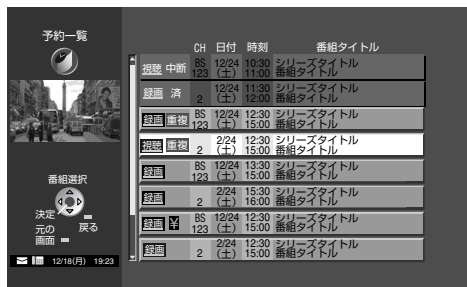 予約一覧
CH 日付 時刻 番組タイトル
視聴 中断 BS 123 12/24 (土) 10:30 11:00 シリーズタイトル 番組タイトル
録画 済 2 12/24 (土) 11:30 12:00 シリーズタイトル 番組タイトル
録画 重複 BS 123 12/24 (土) 12:30 15:00 シリーズタイトル 番組タイトル
視聴 重複 2 2/24 (土) 12:30 15:00 シリーズタイトル 番組タイトル
録画 BS 123 12/24 (土) 13:30 15:00 シリーズタイトル 番組タイトル
録画 2 2/24 (土) 15:30 16:00 シリーズタイトル 番組タイトル
録画 ¥ BS 123 12/24 (土) 12:30 15:00 シリーズタイトル 番組タイトル
録画 2 2/24 (土) 12:30 15:00 シリーズタイトル 番組タイトル
番組選択
決定
元の画面
戻る
12/18(月) 19:23